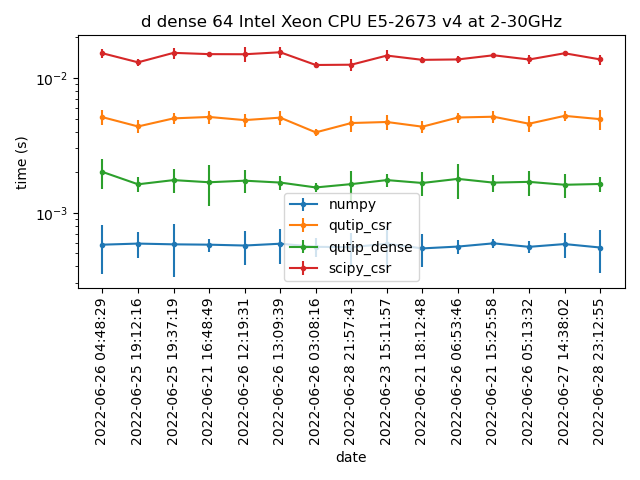 d dense 64 Intel Xeon CPU E5-2673 v4 at 2-30GHz
time (s)
10^-2
10^-3
numpy
qutip_csr
qutip_dense
scipy_csr
2022-06-26 04:48:29
2022-06-25 19:12:16
2022-06-25 19:37:19
2022-06-21 16:48:49
2022-06-26 12:19:31
2022-06-26 13:09:39
2022-06-26 03:08:16
2022-06-28 21:57:43
2022-06-23 15:11:57
2022-06-21 18:12:48
2022-06-26 06:53:46
2022-06-21 15:25:58
2022-06-26 05:13:32
2022-06-27 14:38:02
2022-06-28 23:12:55
date